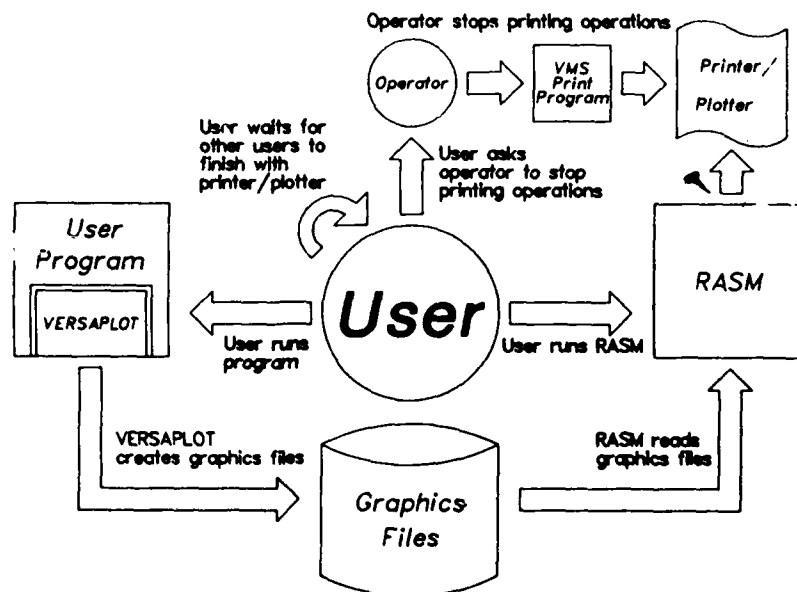 Operator stops printing operations
Operator
VMS
Print
Program
Printer/
Plotter
User waits for
other users to
finish with
printer/plotter
User asks
operator to stop
printing operations
User
Program
VERSAPLOT
User
RASM
User runs
program
User runs RASM
VERSAPLOT
creates graphics files
RASM reads
graphics files
Graphics
Files